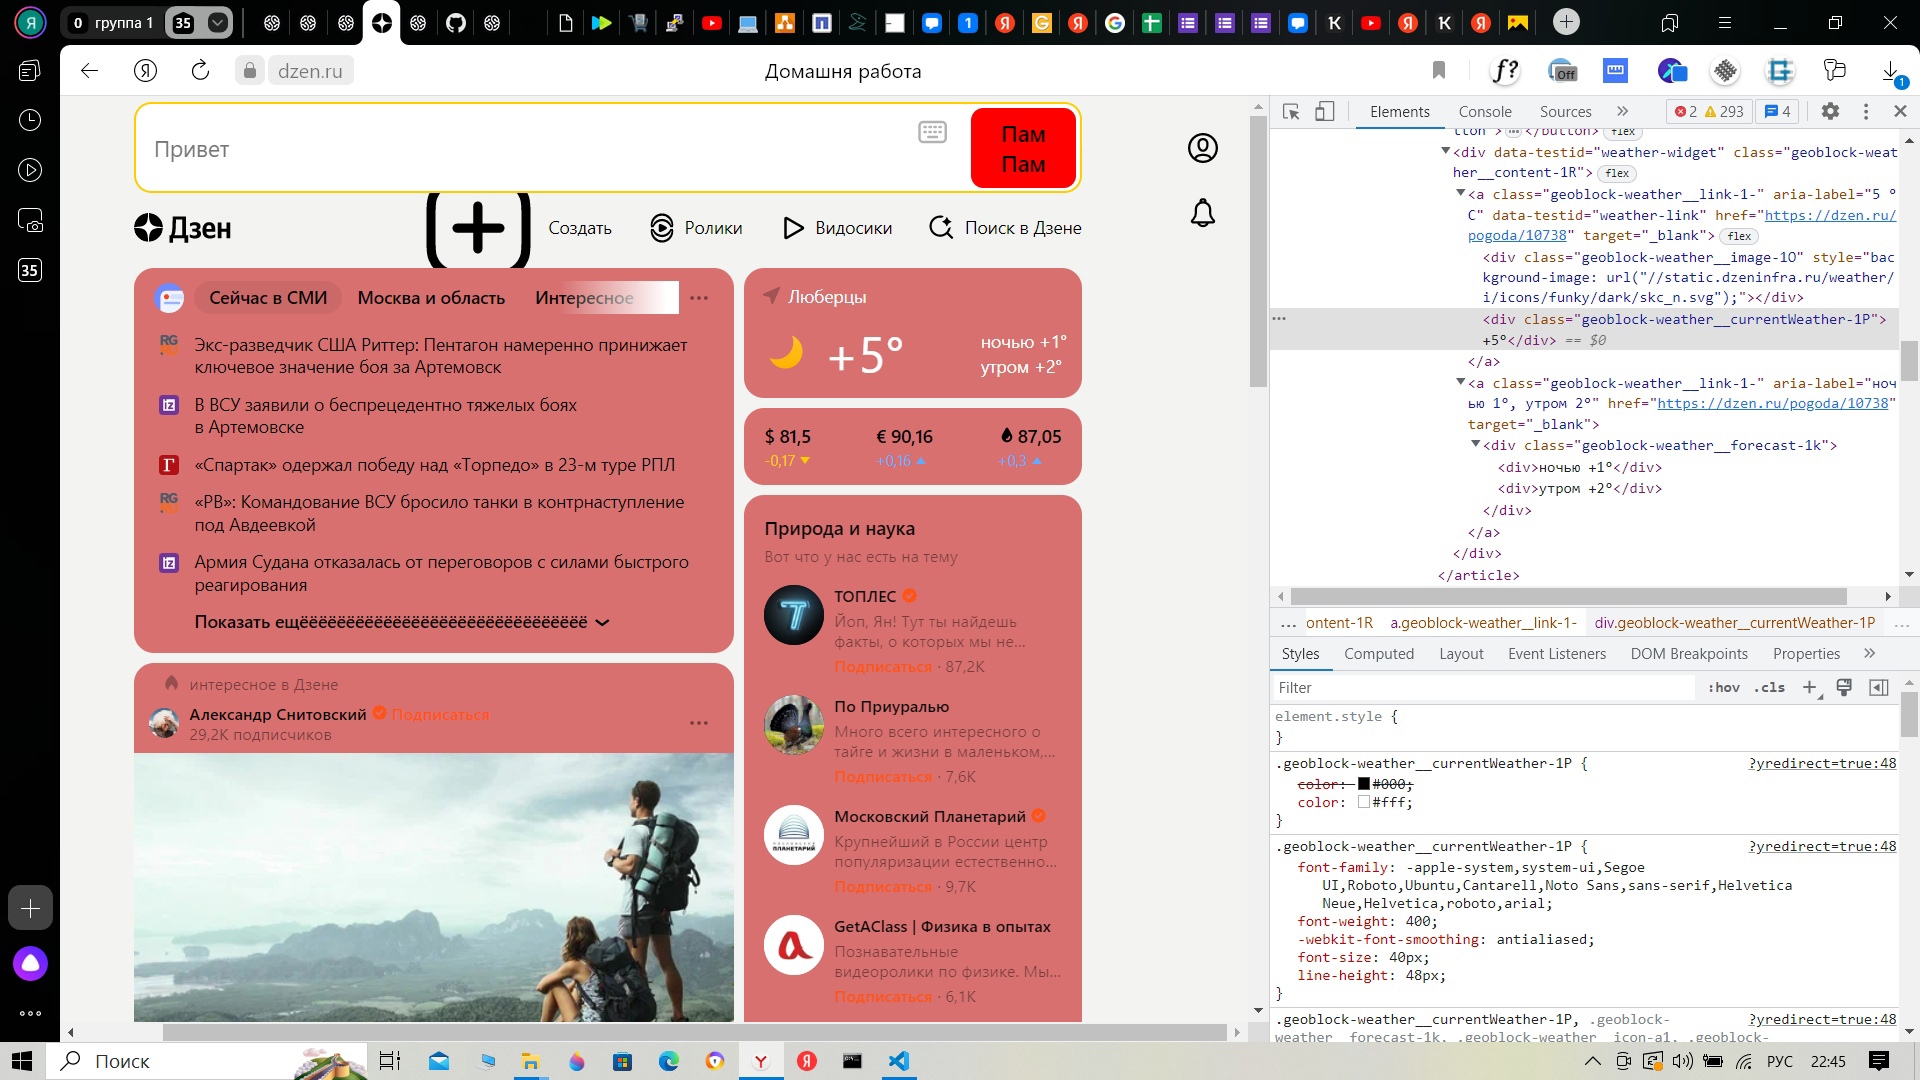 0 группа 1 35
dzen.ru
Домашня работа
Off
1
Привет
Пам
Пам
Дзен
Создать
Ролики
Видосики
Поиск в Дзене
Сейчас в СМИ
Москва и область
Интересное
Экс-разведчик США Риттер: Пентагон намеренно принижает
ключевое значение боя за Артемовск
В ВСУ заявили о беспрецедентно тяжелых боях
в Артемовске
«Спартак» одержал победу над «Торпедо» в 23-м туре РПЛ
«РВ»: Командование ВСУ бросило танки в контрнаступление
под Авдеевкой
Армия Судана отказалась от переговоров с силами быстрого
реагирования
Показать ещёёёёёёёёёёёёёёёёёёёёёёёёёёёёёёё
интересное в Дзене
Александр Снитовский Подписаться
29,2K подписчиков
Люберцы
+5°
ночью +1°
утром +2°
$ 81,5
€ 90,16
87,05
-0,17
+0,16
+0,3
Природа и наука
Вот что у нас есть на тему
ТОПЛЕС
Йоп, Ян! Тут ты найдешь
факты, о которых мы не...
Подписаться · 87,2K
По Приуралью
Много всего интересного о
тайге и жизни в маленьком,...
Подписаться · 7,6K
Московский Планетарий
Крупнейший в России центр
популяризации естественно...
Подписаться · 9,7K
GetAClass | Физика в опытах
Познавательные
видеоролики по физике. Мы...
Подписаться · 6,1K
Elements
Console
Sources
2
293
4
tton">…</button> flex
<div data-testid="weather-widget" class="geoblock-weat
her__content-1R"> flex
<a class="geoblock-weather__link-1-" aria-label="5 °
C" data-testid="weather-link" href="https://dzen.ru/
pogoda/10738" target="_blank"> flex
<div class="geoblock-weather__image-1O" style="bac
kground-image: url("//static.dzeninfra.ru/weather/
i/icons/funky/dark/skc_n.svg");"></div>
<div class="geoblock-weather__currentWeather-1P">
+5°</div> == $0
</a>
<a class="geoblock-weather__link-1-" aria-label="ноч
ью 1°, утром 2°" href="https://dzen.ru/pogoda/10738"
target="_blank">
<div class="geoblock-weather__forecast-1k">
<div>ночью +1°</div>
<div>утром +2°</div>
</div>
</a>
</div>
</article>
... ontent-1R a.geoblock-weather__link-1- div.geoblock-weather__currentWeather-1P ...
Styles
Computed
Layout
Event Listeners
DOM Breakpoints
Properties
Filter
:hov .cls
element.style {
}
.geoblock-weather__currentWeather-1P { ?yredirect=true:48
color: #000;
color: #fff;
}
.geoblock-weather__currentWeather-1P { ?yredirect=true:48
font-family: -apple-system,system-ui,Segoe
UI,Roboto,Ubuntu,Cantarell,Noto Sans,sans-serif,Helvetica
Neue,Helvetica,roboto,arial;
font-weight: 400;
-webkit-font-smoothing: antialiased;
font-size: 40px;
line-height: 48px;
}
.geoblock-weather__currentWeather-1P, .geoblock- ?yredirect=true:48
weather__forecast-1k, .geoblock-weather__icon-a1, .geoblock-
35
Поиск
РУС
22:45